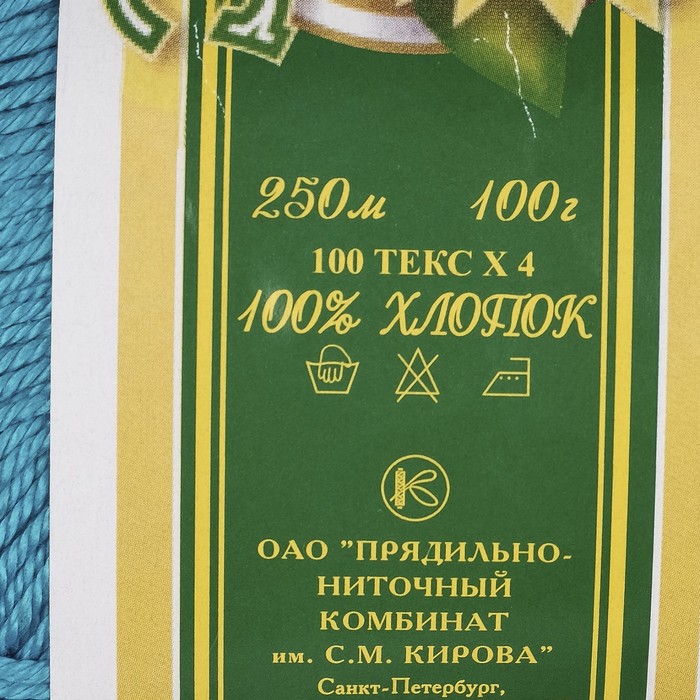 250м 100г
100 ТЕКС X 4
100% ХЛОПОК
ОАО "ПРЯДИЛЬНО-
НИТОЧНЫЙ
КОМБИНАТ
им. С.М. КИРОВА"
Санкт-Петербург,